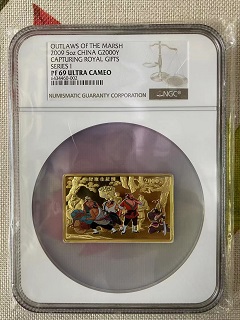 OUTLAWS OF THE MARSH
2009 5oz CHINA G2000Y
CAPTURING ROYAL GIFTS
SERIES I
PF 69 ULTRA CAMEO
NGC
NUMISMATIC GUARANTY CORPORATION